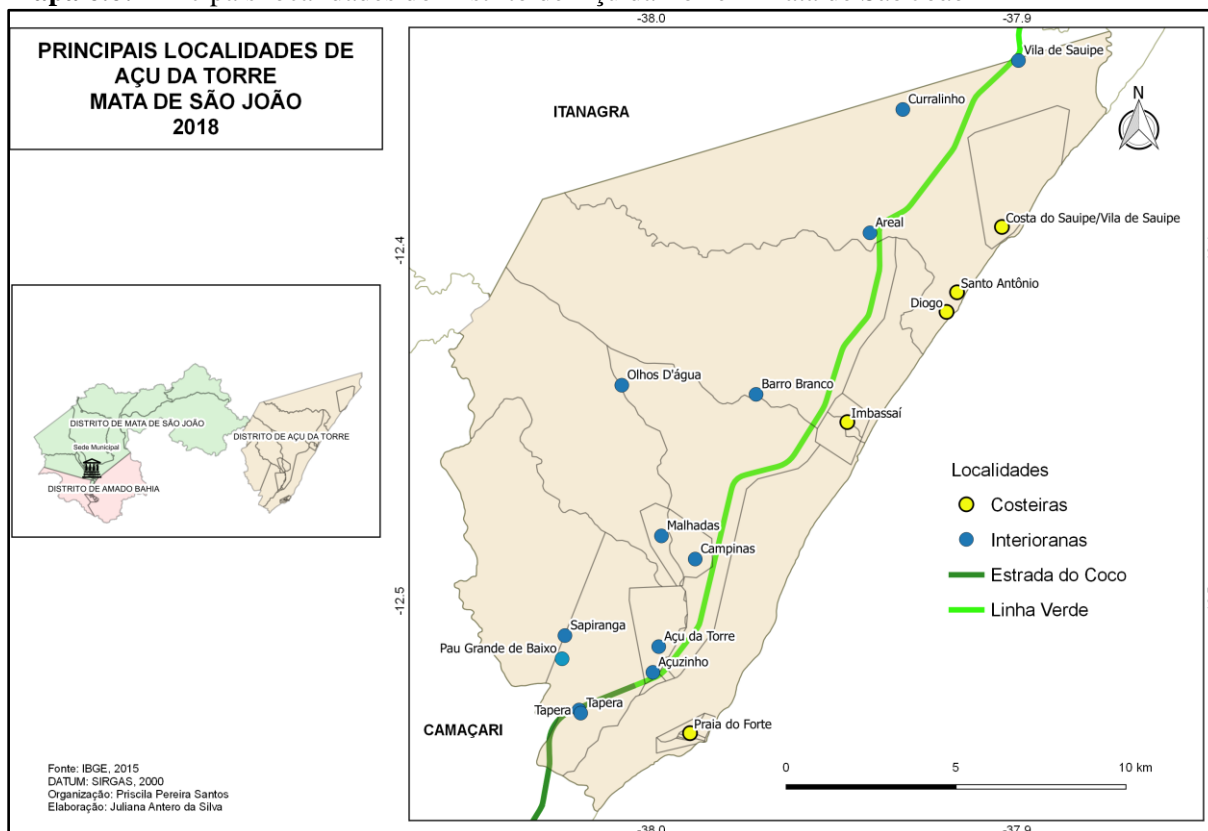 PRINCIPAIS LOCALIDADES DE
AÇU DA TORRE
MATA DE SÃO JOÃO
2018
-38.0
-37.9
Vila de Sauipe
N
Curralinho
ITANAGRA
Areal
Costa do Sauipe/Vila de Sauipe
-12.4
Santo Antônio
Diogo
Olhos D'água
Barro Branco
Imbassaí
DISTRITO DE MATA DE SÃO JOÃO
DISTRITO DE AÇU DA TORRE
Sede Municipal
DISTRITO DE AMADO BAHIA
Localidades
Costeiras
Interioranas
Estrada do Coco
Linha Verde
Malhadas
Campinas
-12.5
Sapiranga
Açu da Torre
Pau Grande de Baixo
Açuzinho
Tapera
Tapera
Praia do Forte
CAMAÇARI
0 5 10 km
Fonte: IBGE, 2015
DATUM: SIRGAS, 2000
Organização: Priscila Pereira Santos
Elaboração: Juliana Antero da Silva
-38.0
-37.9